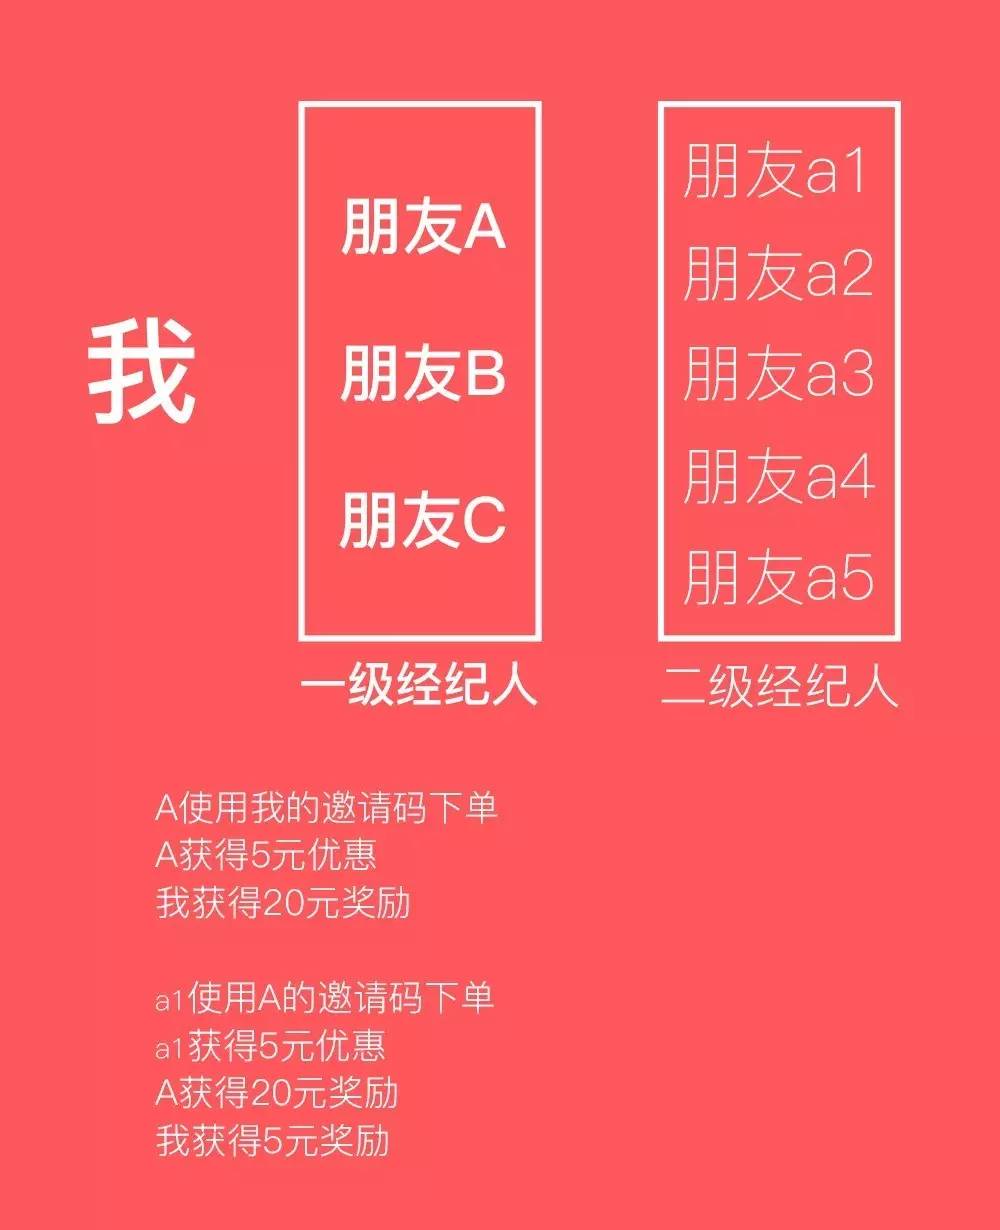 我
朋友A
朋友B
朋友C
一级经纪人
朋友a1
朋友a2
朋友a3
朋友a4
朋友a5
二级经纪人
A使用我的邀请码下单
A获得5元优惠
我获得20元奖励
a1使用A的邀请码下单
a1获得5元优惠
A获得20元奖励
我获得5元奖励